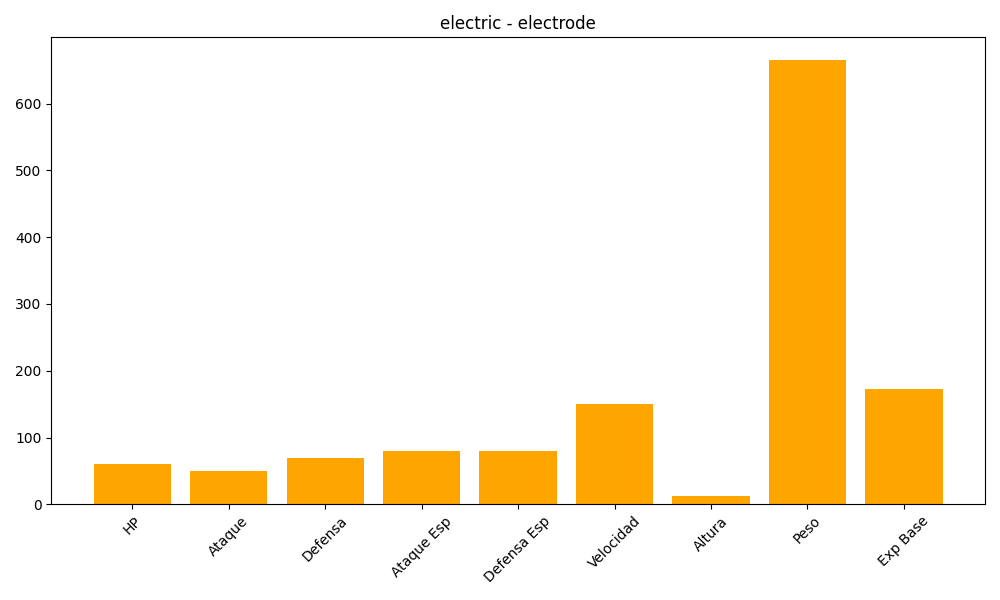 electric - electrode
600
500
400
300
200
100
0
HP
Ataque
Defensa
Ataque Esp
Defensa Esp
Velocidad
Altura
Peso
Exp Base